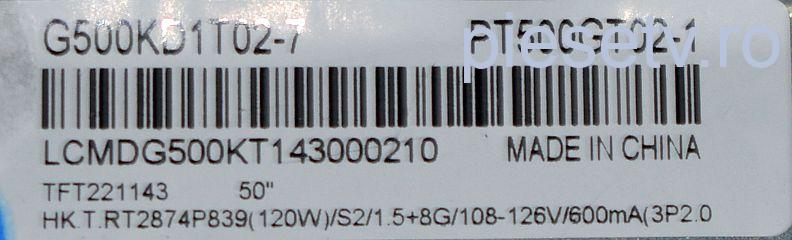 G500KD1T02-7 PT500GT02-1
piesetv.ro
LCMDG500KT143000210 MADE IN CHINA
TFT221143 50"
HK.T.RT2874P839(120W)/S2/1.5+8G/108-126V/600mA(3P2.0